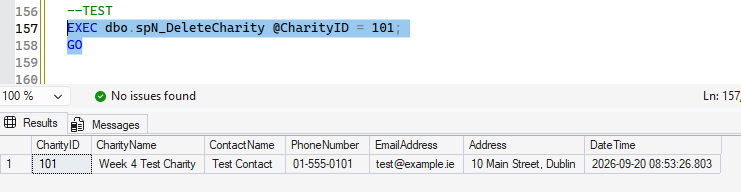 156 --TEST
157 EXEC dbo.spN_DeleteCharity @CharityID = 101;
158 GO
159
160
100 % No issues found Ln: 157,
Results Messages
CharityID CharityName ContactName PhoneNumber EmailAddress Address DateTime
1 101 Week 4 Test Charity Test Contact 01-555-0101 test@example.ie 10 Main Street, Dublin 2026-09-20 08:53:26.803